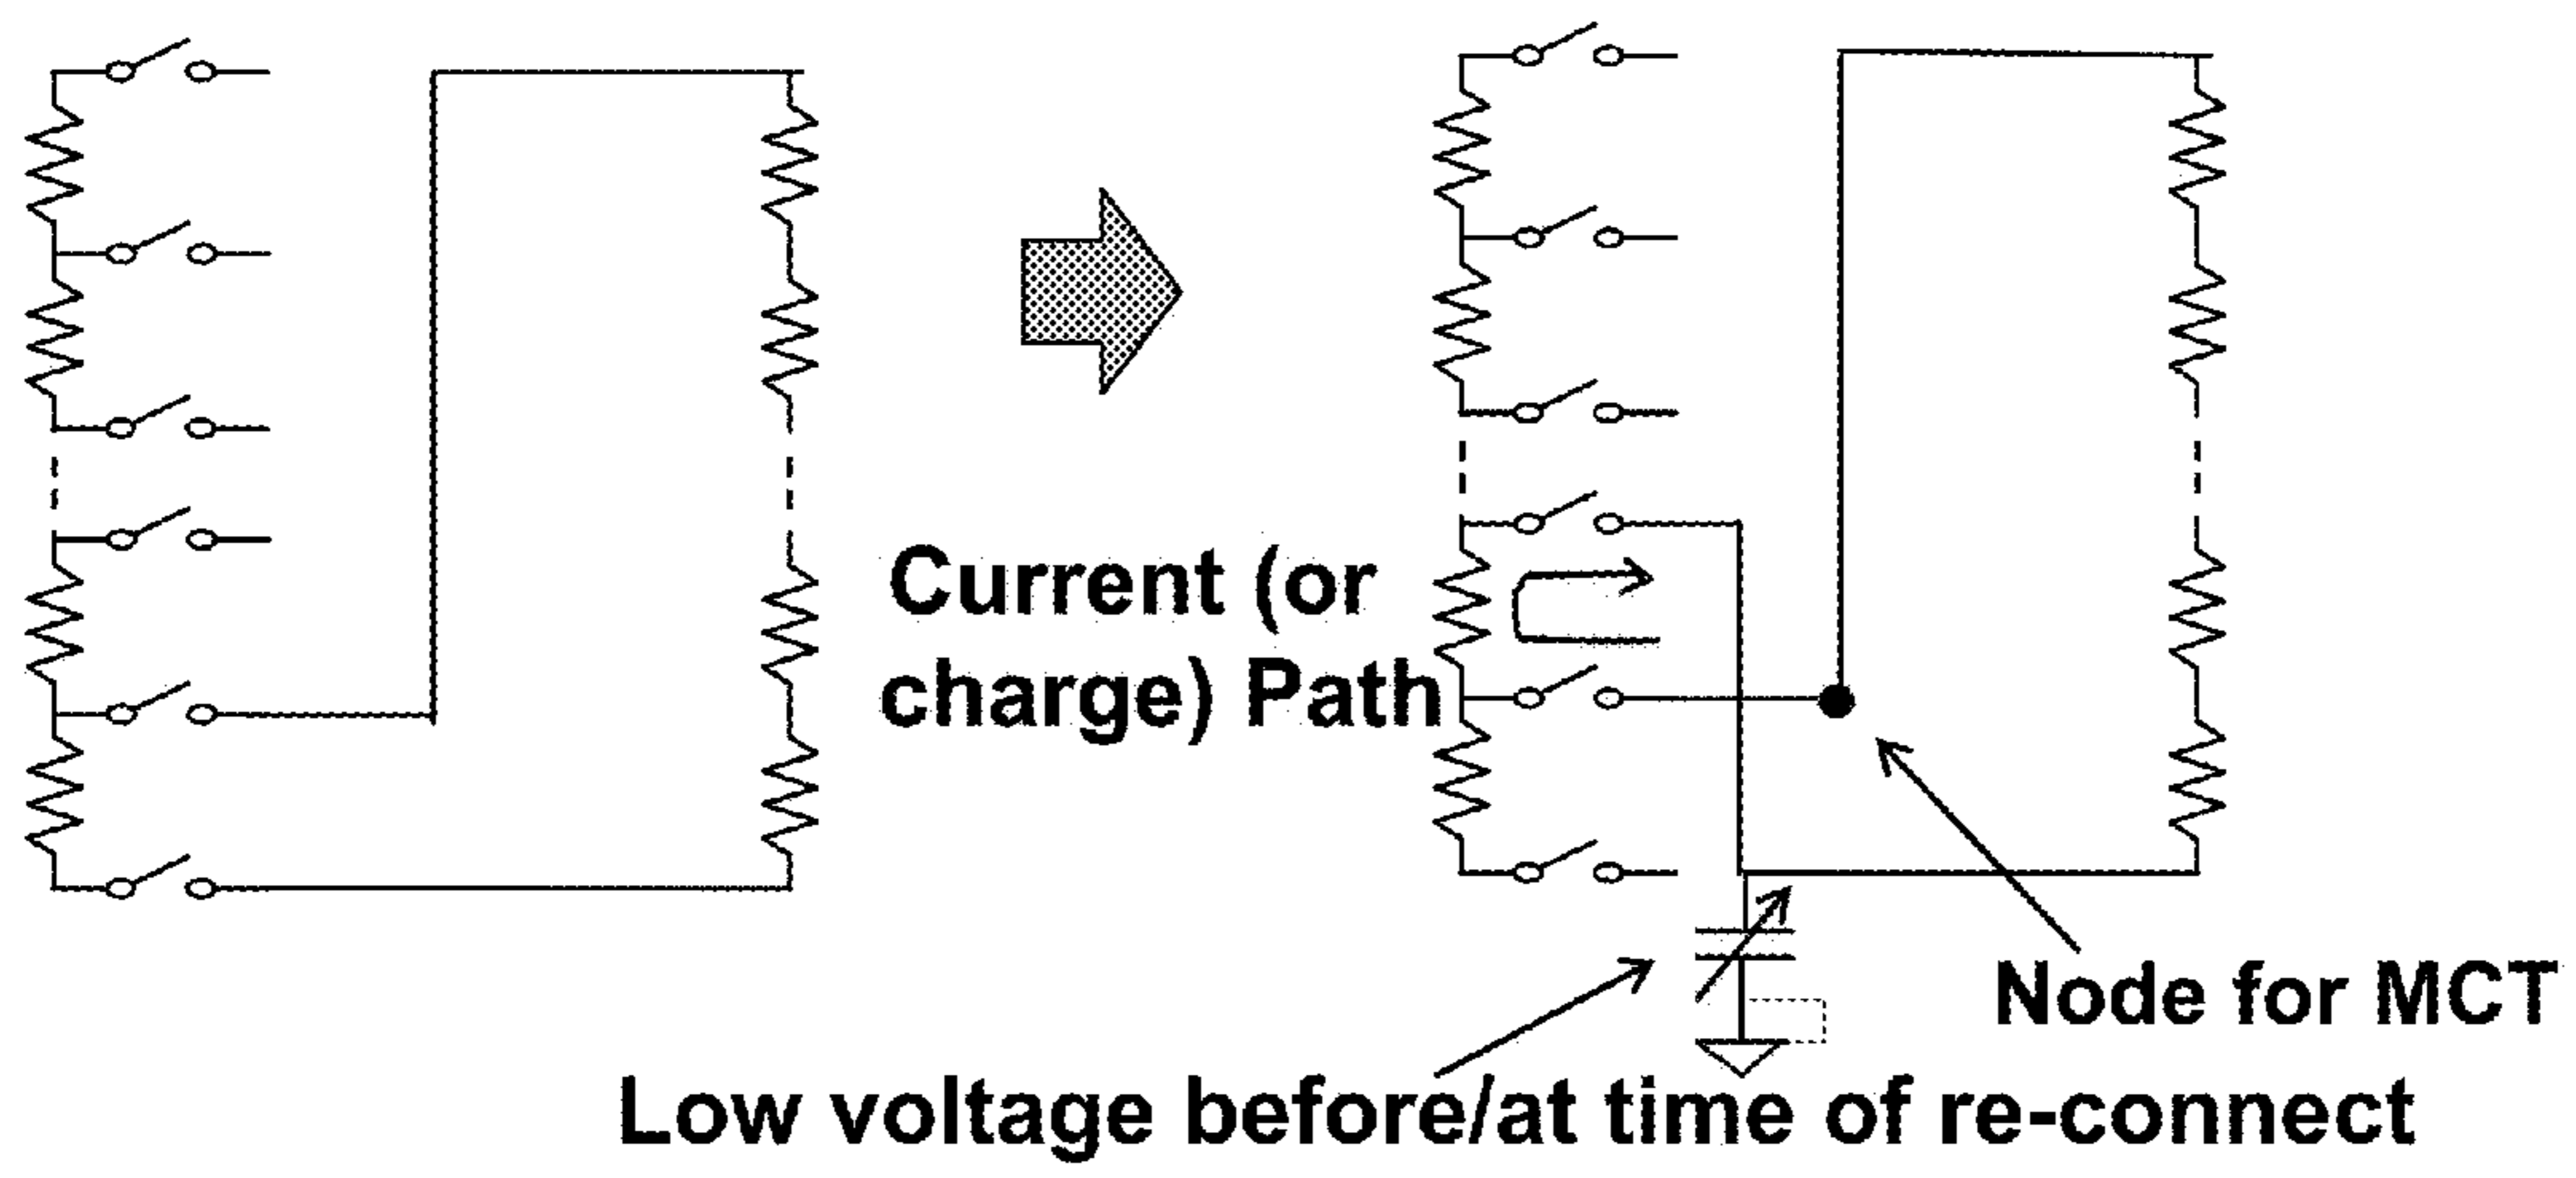 Current (or
charge) Path
Node for MCT
Low voltage before/at time of re-connect